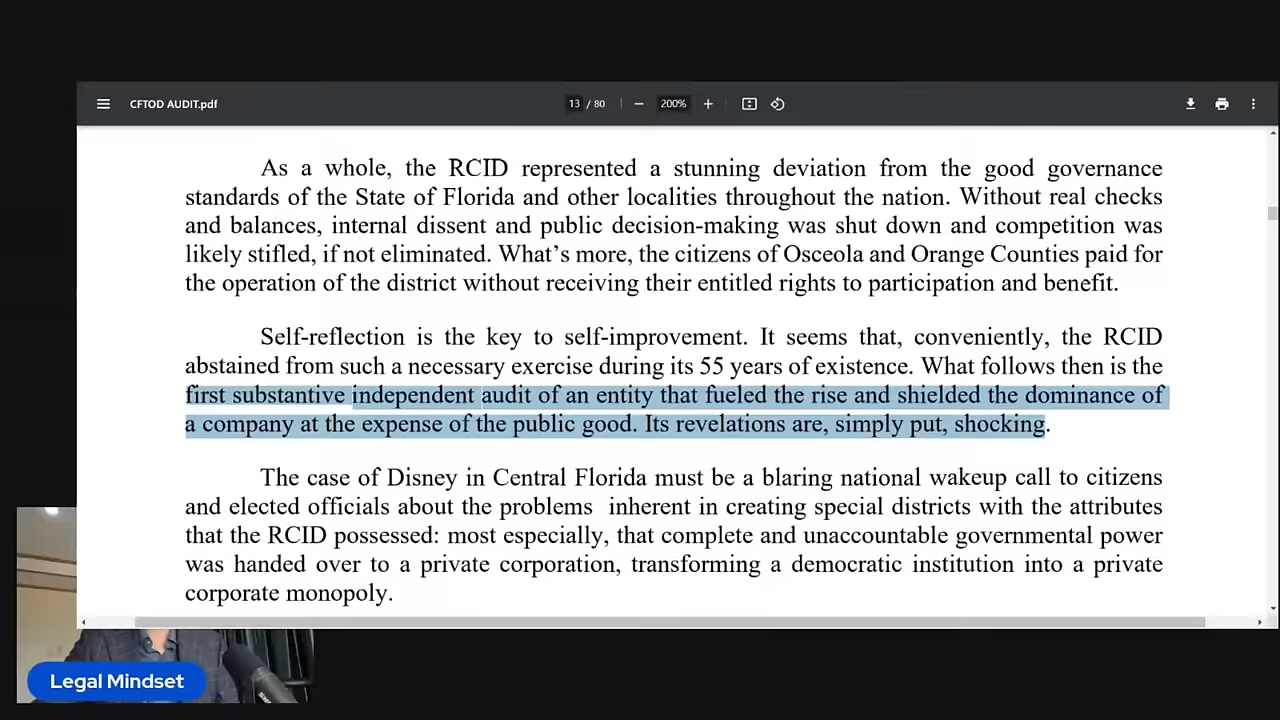 CFTOD AUDIT.pdf
13 / 80
200%
As a whole, the RCID represented a stunning deviation from the good governance
standards of the State of Florida and other localities throughout the nation. Without real checks
and balances, internal dissent and public decision-making was shut down and competition was
likely stifled, if not eliminated. What’s more, the citizens of Osceola and Orange Counties paid for
the operation of the district without receiving their entitled rights to participation and benefit.
Self-reflection is the key to self-improvement. It seems that, conveniently, the RCID
abstained from such a necessary exercise during its 55 years of existence. What follows then is the
first substantive independent audit of an entity that fueled the rise and shielded the dominance of
a company at the expense of the public good. Its revelations are, simply put, shocking.
The case of Disney in Central Florida must be a blaring national wakeup call to citizens
and elected officials about the problems inherent in creating special districts with the attributes
that the RCID possessed: most especially, that complete and unaccountable governmental power
was handed over to a private corporation, transforming a democratic institution into a private
corporate monopoly.
Legal Mindset